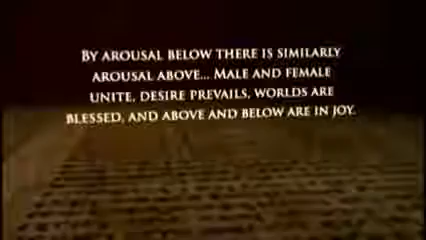 By arousal below there is similarly
arousal above... Male and female
unite, desire prevails, worlds are
blessed, and above and below are in joy.